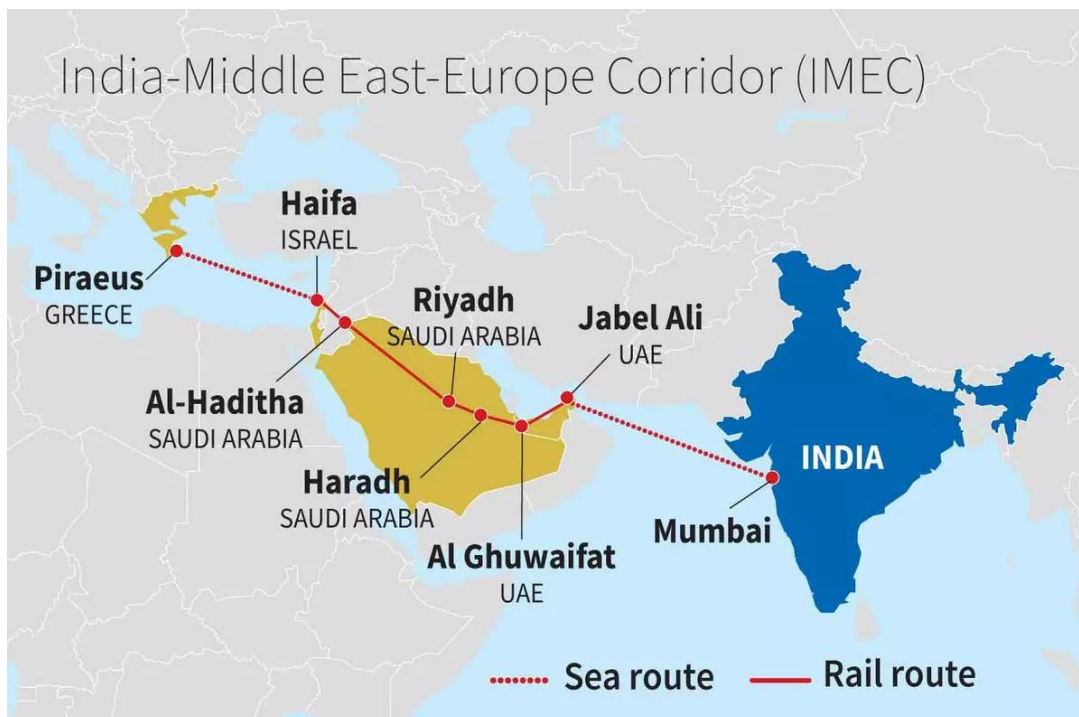 India-Middle East-Europe Corridor (IMEC)
Haifa
ISRAEL
Piraeus
GREECE
Riyadh
SAUDI ARABIA
Jabel Ali
UAE
Al-Haditha
SAUDI ARABIA
INDIA
Haradh
SAUDI ARABIA
Mumbai
Al Ghuwaifat
UAE
Sea route
Rail route